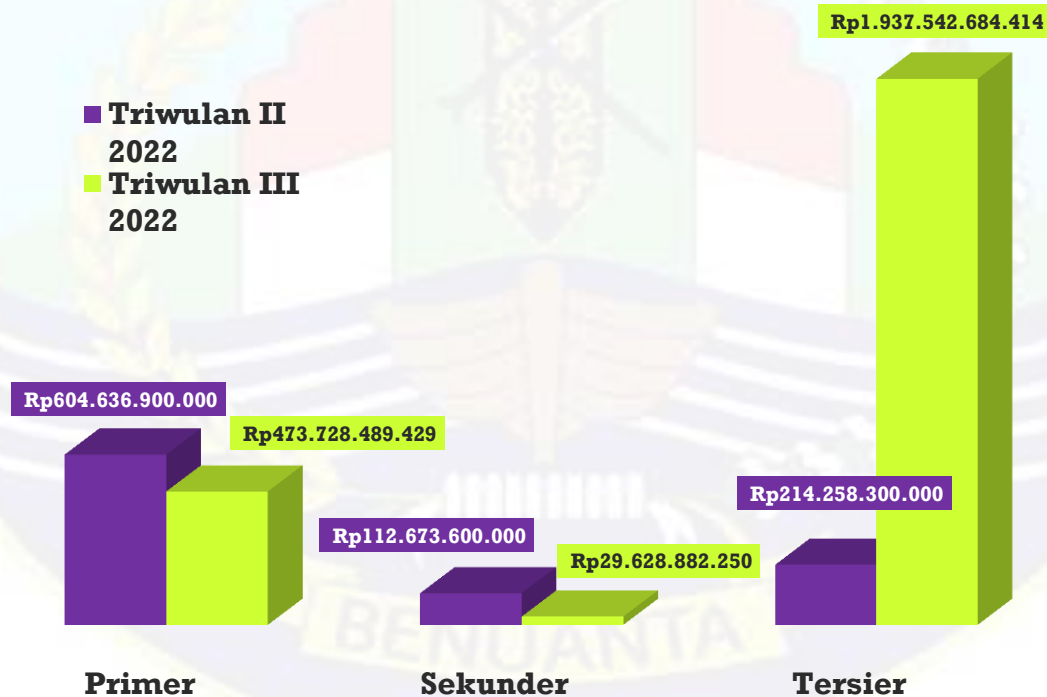 Rp1.937.542.684.414
Triwulan II
2022
Triwulan III
2022
Rp604.636.900.000
Rp473.728.489.429
Rp214.258.300.000
Rp112.673.600.000
Rp29.628.882.250
BENUANTA
Primer
Sekunder
Tersier